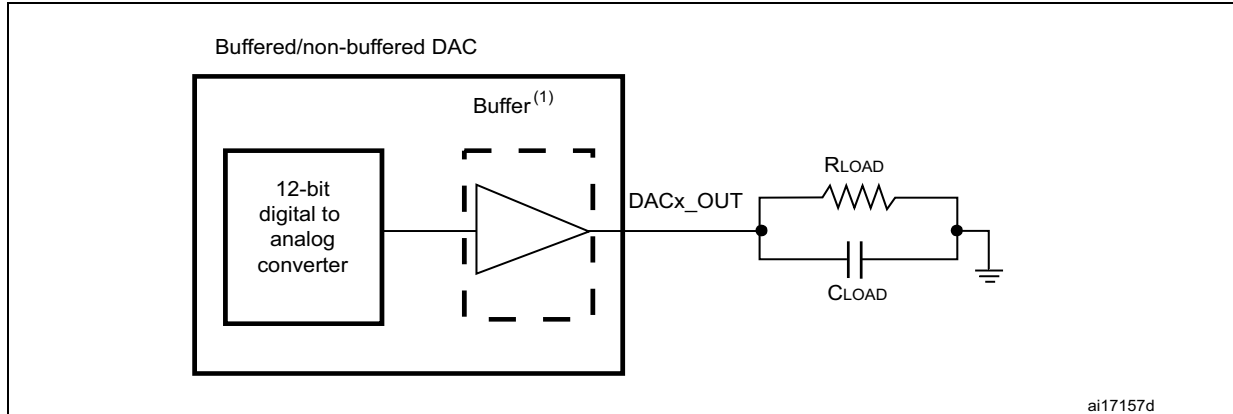 Buffered/non-buffered DAC
Buffer(1)
12-bit
digital to
analog
converter
DACx_OUT
RLOAD
CLOAD
ai17157d